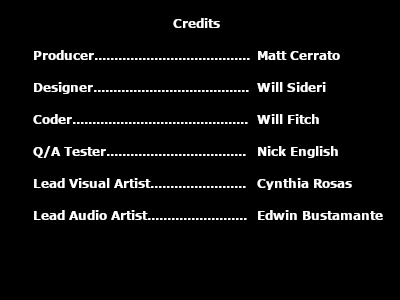 Credits
Producer....................................... Matt Cerrato
Designer....................................... Will Sideri
Coder............................................ Will Fitch
Q/A Tester................................... Nick English
Lead Visual Artist........................ Cynthia Rosas
Lead Audio Artist......................... Edwin Bustamante